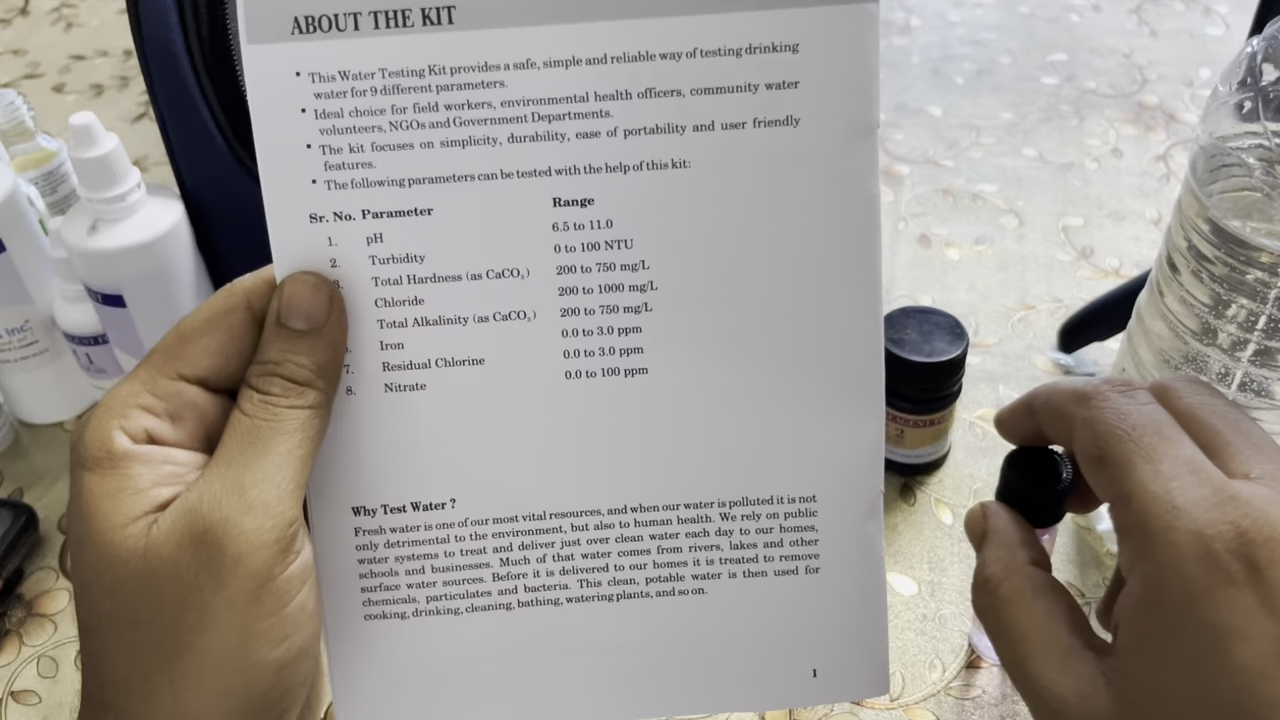 ABOUT THE KIT
▪ This Water Testing Kit provides a safe, simple and reliable way of testing drinking
water for 9 different parameters.
▪ Ideal choice for field workers, environmental health officers, community water
volunteers, NGOs and Government Departments.
▪ The kit focuses on simplicity, durability, ease of portability and user friendly
features.
▪ The following parameters can be tested with the help of this kit:
Sr. No. Parameter Range
1. pH 6.5 to 11.0
2. Turbidity 0 to 100 NTU
3. Total Hardness (as CaCO₃) 200 to 750 mg/L
Chloride 200 to 1000 mg/L
Total Alkalinity (as CaCO₃) 200 to 750 mg/L
Iron 0.0 to 3.0 ppm
7. Residual Chlorine 0.0 to 3.0 ppm
8. Nitrate 0.0 to 100 ppm
Why Test Water ?
Fresh water is one of our most vital resources, and when our water is polluted it is not
only detrimental to the environment, but also to human health. We rely on public
water systems to treat and deliver just over clean water each day to our homes,
schools and businesses. Much of that water comes from rivers, lakes and other
surface water sources. Before it is delivered to our homes it is treated to remove
chemicals, particulates and bacteria. This clean, potable water is then used for
cooking, drinking, cleaning, bathing, watering plants, and so on.
1
Inc.
1
2